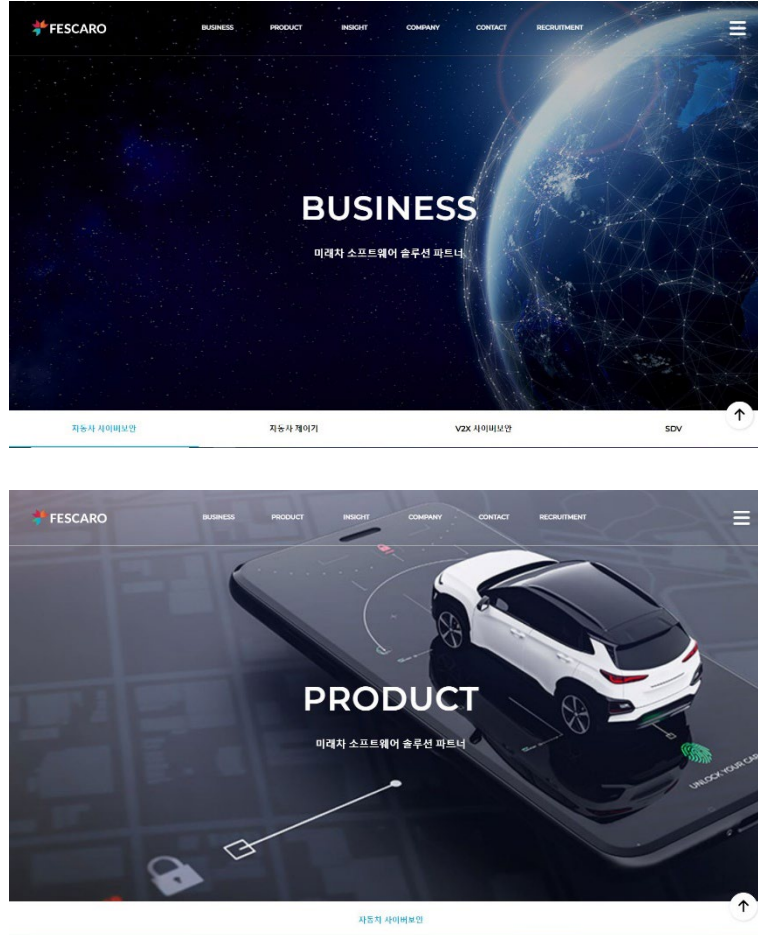 FESCARO
BUSINESS PRODUCT INSIGHT COMPANY CONTACT RECRUITMENT
BUSINESS
미래차 소프트웨어 솔루션 파트너
자동차 사이버보안 자동차 제어기 V2X 사이버보안 SDV
FESCARO
BUSINESS PRODUCT INSIGHT COMPANY CONTACT RECRUITMENT
PRODUCT
미래차 소프트웨어 솔루션 파트너
UNLOCK YOUR CAR
자동차 사이버보안